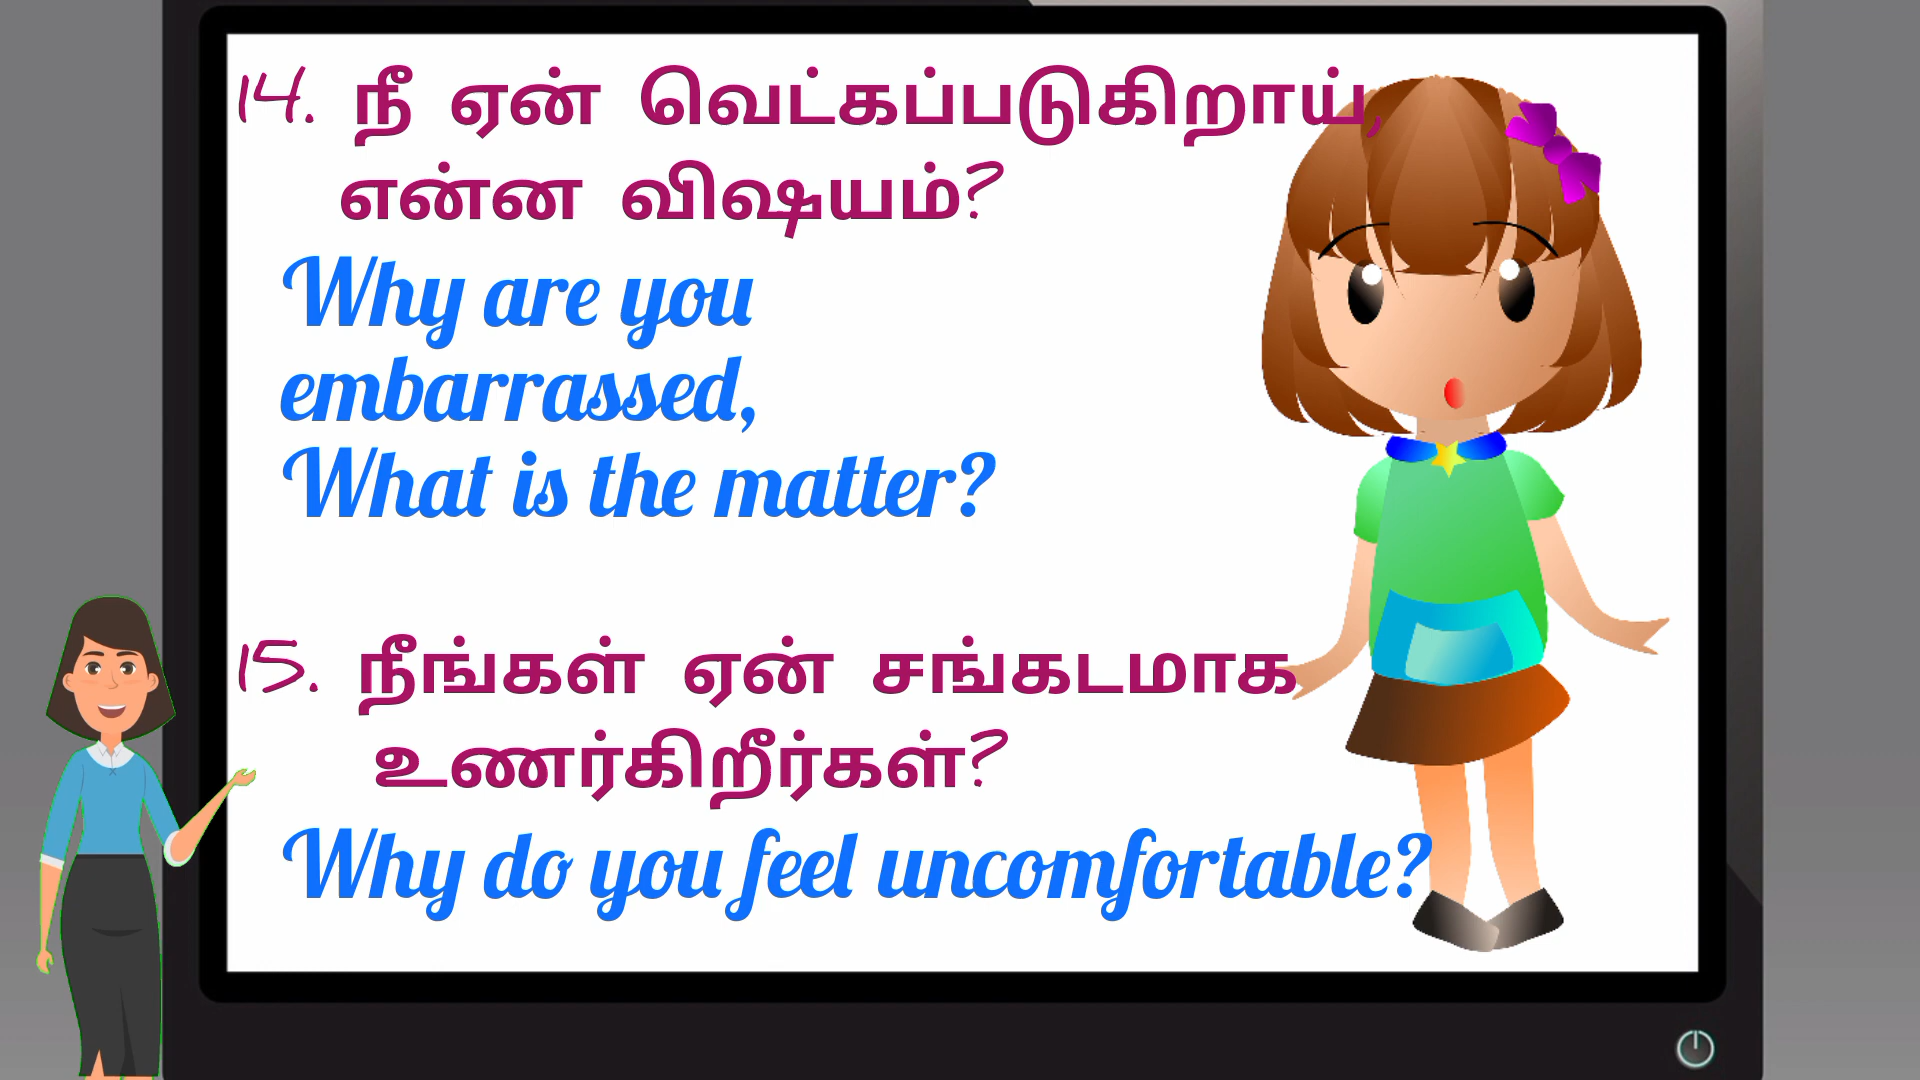 14. நீ ஏன் வெட்கப்படுகிறாய்,
என்ன விஷயம்?
Why are you
embarrassed,
What is the matter?
15. நீங்கள் ஏன் சங்கடமாக
உணர்கிறீர்கள்?
Why do you feel uncomfortable?